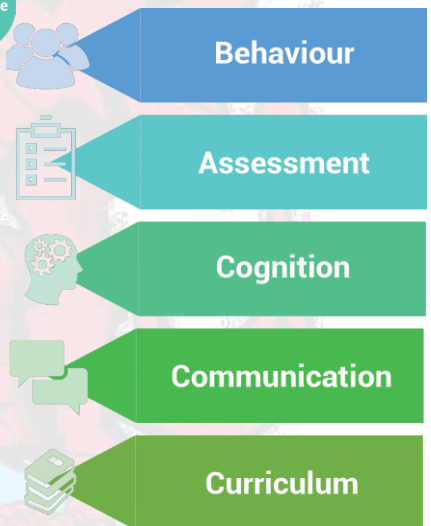 e
Behaviour
Assessment
Cognition
Communication
Curriculum